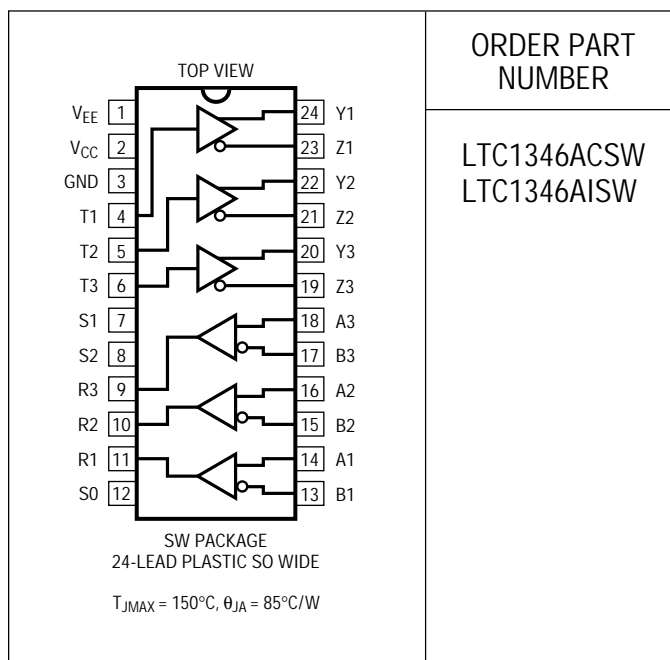 ORDER PART
NUMBER
LTC1346ACSW
LTC1346AISW
TOP VIEW
VEE 1 24 Y1
VCC 2 23 Z1
GND 3 22 Y2
T1 4 21 Z2
T2 5 20 Y3
T3 6 19 Z3
S1 7 18 A3
S2 8 17 B3
R3 9 16 A2
R2 10 15 B2
R1 11 14 A1
S0 12 13 B1
SW PACKAGE
24-LEAD PLASTIC SO WIDE
TJMAX = 150°C, θJA = 85°C/W